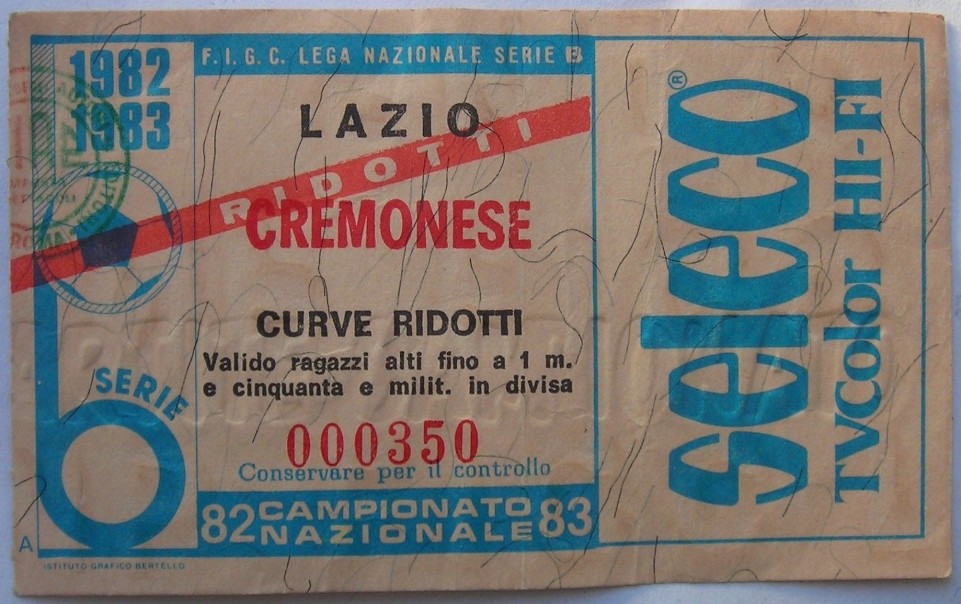 1982
1983
F.I.G.C. LEGA NAZIONALE SERIE B
LAZIO
RIDOTTI
CREMONESE
CURVE RIDOTTI
Valido ragazzi alti fino a 1 m.
e cinquanta e milit. in divisa
000350
Conservare per il controllo
82 CAMPIONATO NAZIONALE 83
SERIE
b
A
ISTITUTO GRAFICO BERTELLO
seleco®
TVColor HI-FI
ROMA